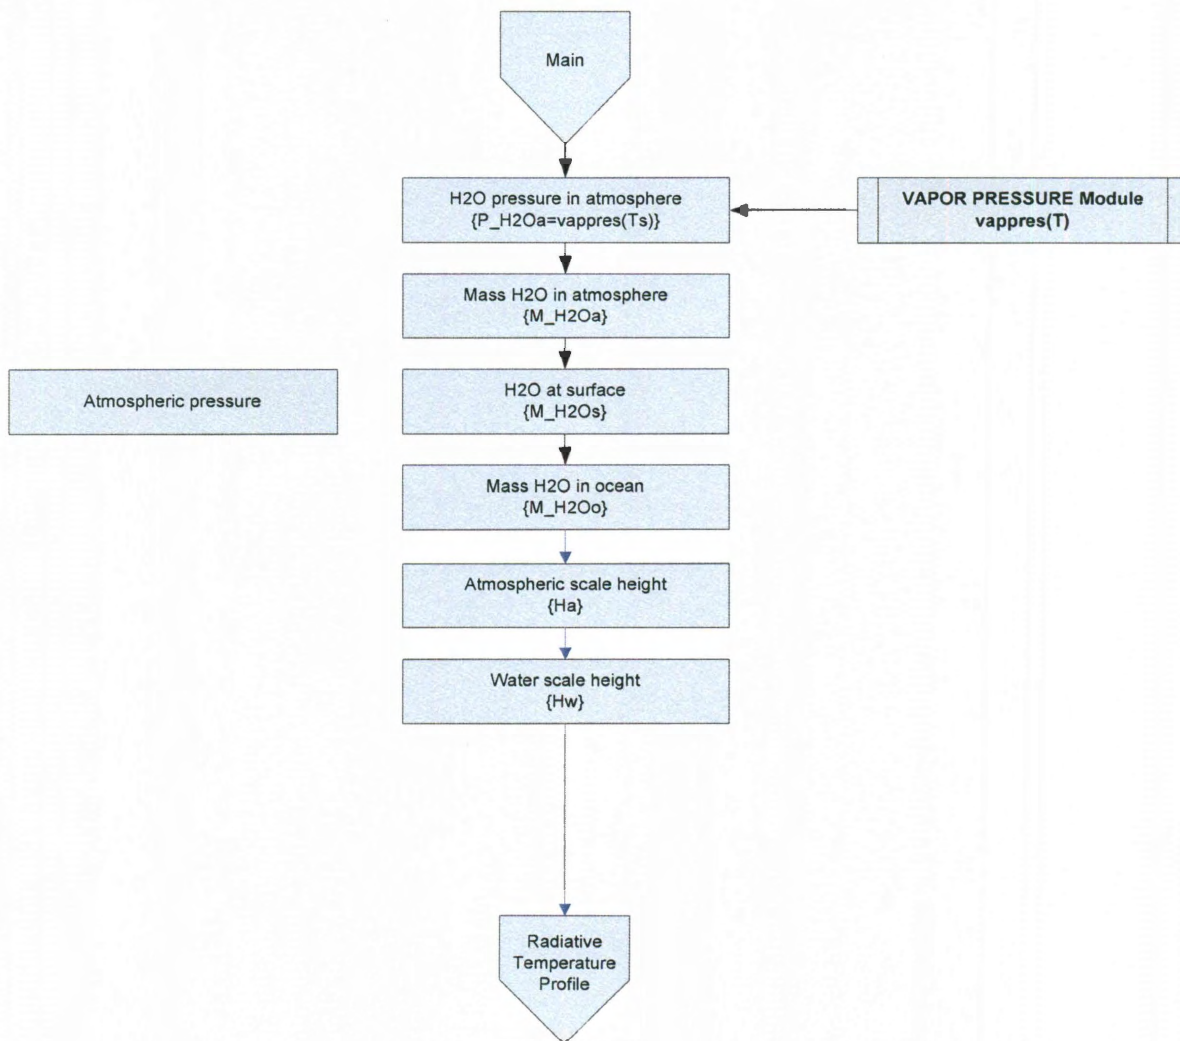 Main
H2O pressure in atmosphere
{P_H2Oa=vappres(Ts)}
VAPOR PRESSURE Module
vappres(T)
Mass H2O in atmosphere
{M_H2Oa}
Atmospheric pressure
H2O at surface
{M_H2Os}
Mass H2O in ocean
{M_H2Oo}
Atmospheric scale height
{Ha}
Water scale height
{Hw}
Radiative
Temperature
Profile